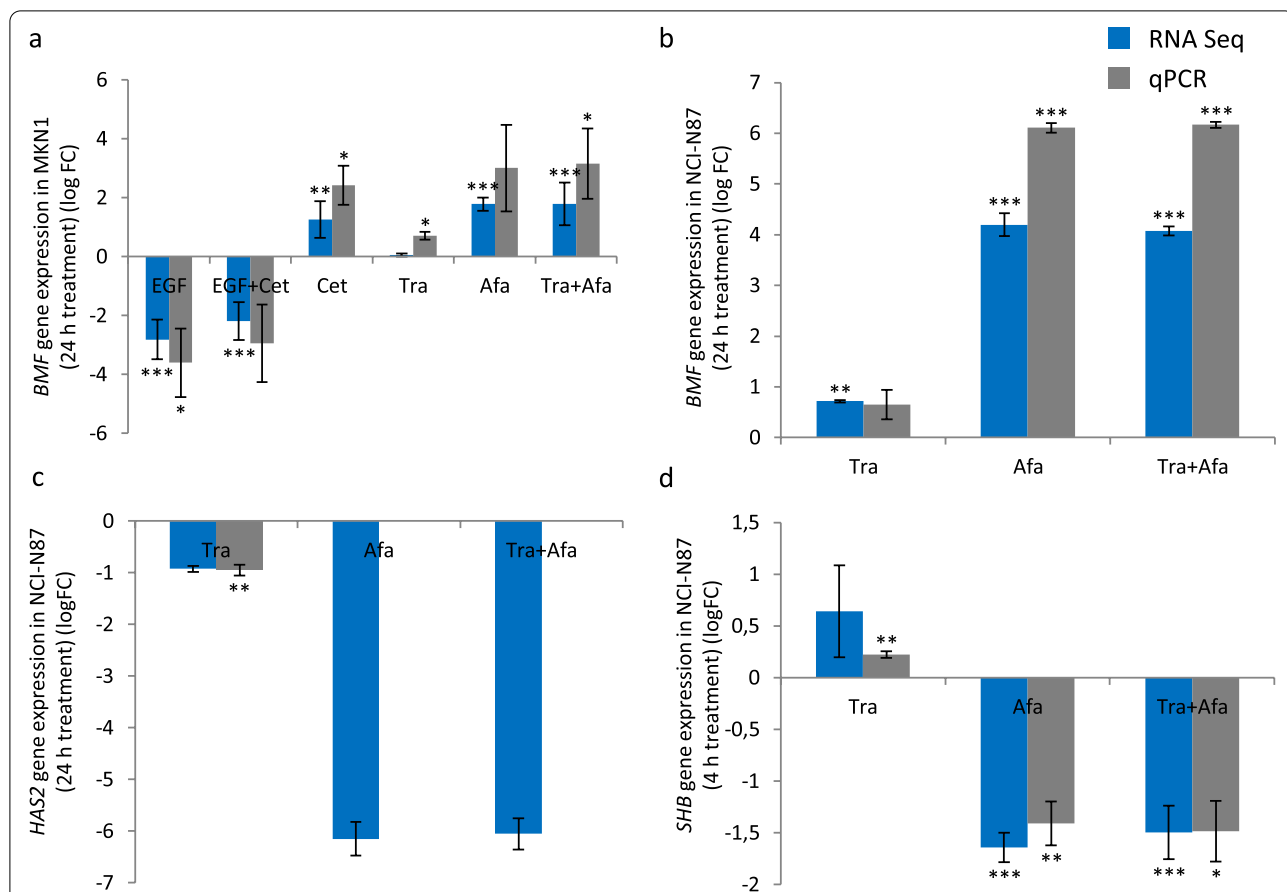 a
BMF gene expression in MKN1
(24 h treatment) (log FC)
6
4
2
0
-2
-4
-6
EGF
EGF+Cet
Cet
Tra
Afa
Tra+Afa
***
*
***
**
*
*
***
***
*
b
RNA Seq
qPCR
BMF gene expression in NCI-N87
(24 h treatment) (log FC)
7
6
5
4
3
2
1
0
**
***
***
***
***
Tra
Afa
Tra+Afa
c
HAS2 gene expression in NCI-N87
(24 h treatment) (logFC)
-0
-1
-2
-3
-4
-5
-6
-7
Tra
Afa
Tra+Afa
**
d
SHB gene expression in NCI-N87
(4 h treatment) (logFC)
1,5
1
0,5
0
-0,5
-1
-1,5
-2
**
Tra
Afa
Tra+Afa
***
**
***
*